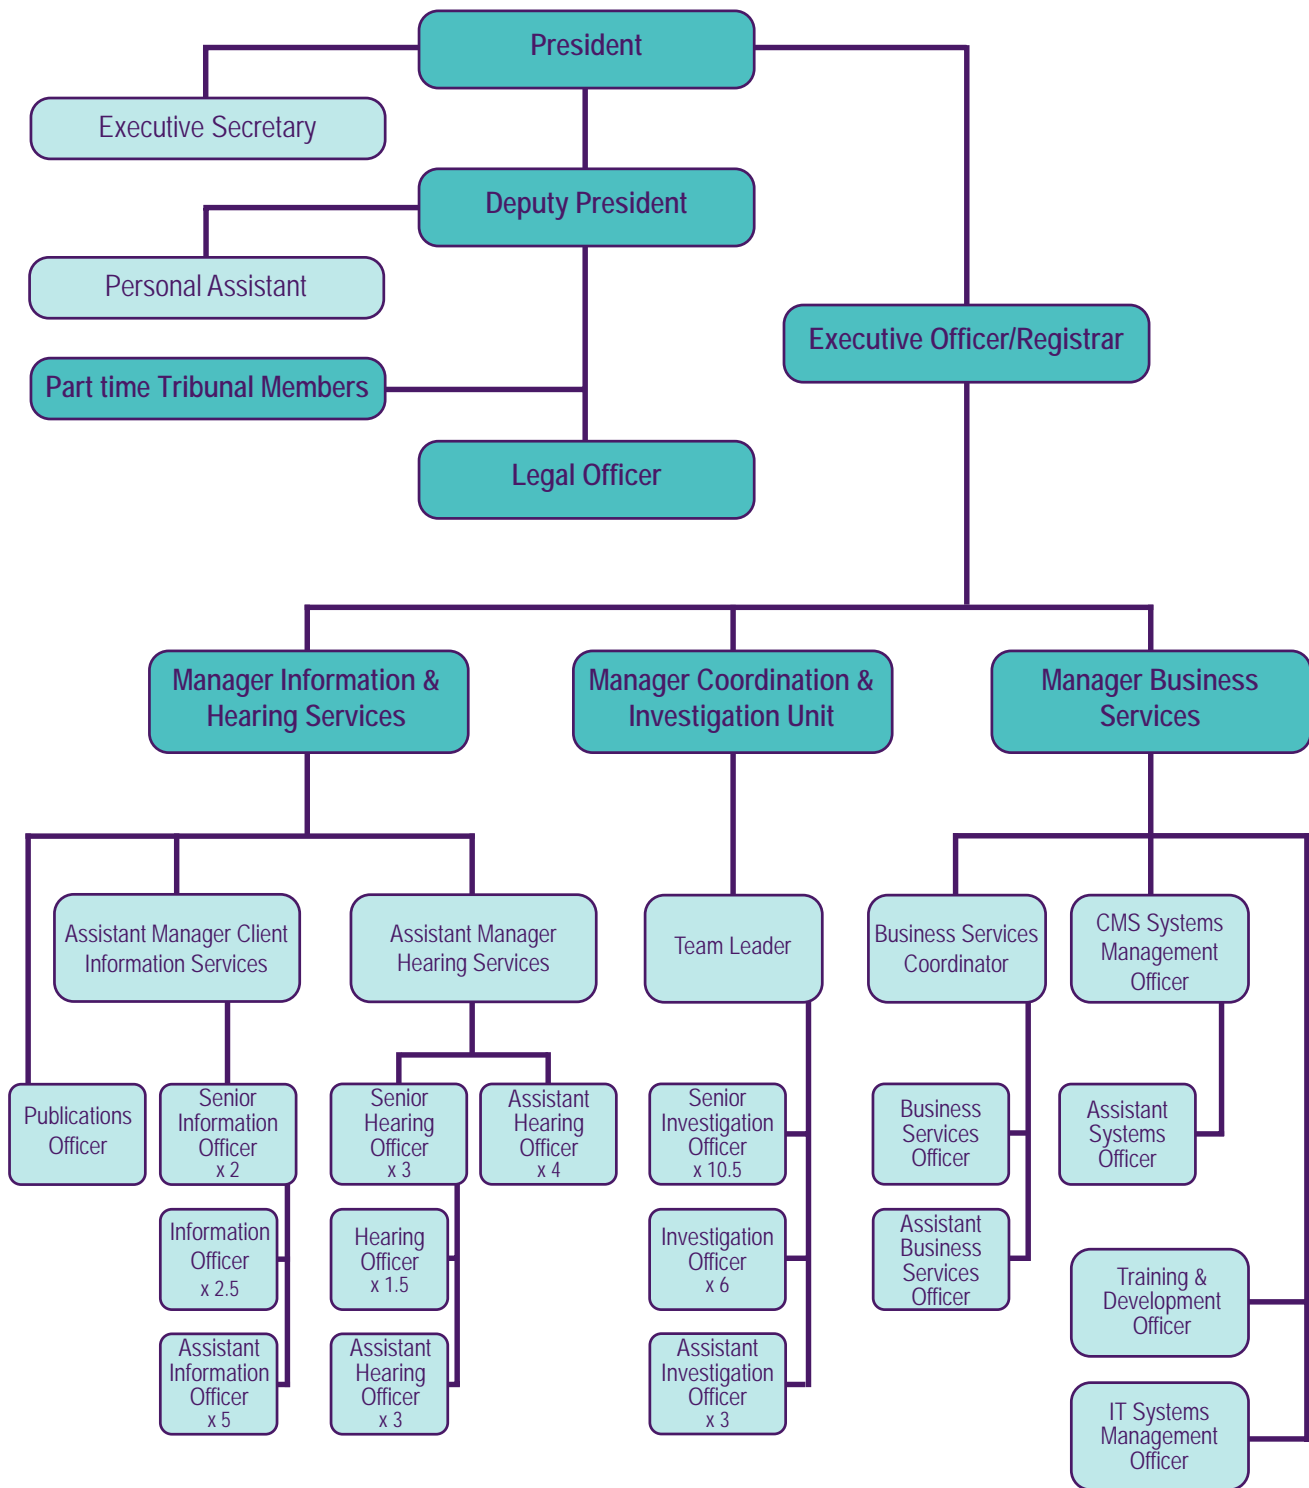 President
Executive Secretary
Deputy President
Personal Assistant
Executive Officer/Registrar
Part time Tribunal Members
Legal Officer
Manager Information &
Hearing Services
Manager Coordination &
Investigation Unit
Manager Business
Services
Assistant Manager Client
Information Services
Assistant Manager
Hearing Services
Team Leader
Business Services
Coordinator
CMS Systems
Management
Officer
Publications
Officer
Senior
Information
Officer
x 2
Senior
Hearing
Officer
x 3
Assistant
Hearing
Officer
x 4
Senior
Investigation
Officer
x 10.5
Business
Services
Officer
Assistant
Systems
Officer
Information
Officer
x 2.5
Hearing
Officer
x 1.5
Investigation
Officer
x 6
Assistant
Business
Services
Officer
Training &
Development
Officer
Assistant
Information
Officer
x 5
Assistant
Hearing
Officer
x 3
Assistant
Investigation
Officer
x 3
IT Systems
Management
Officer